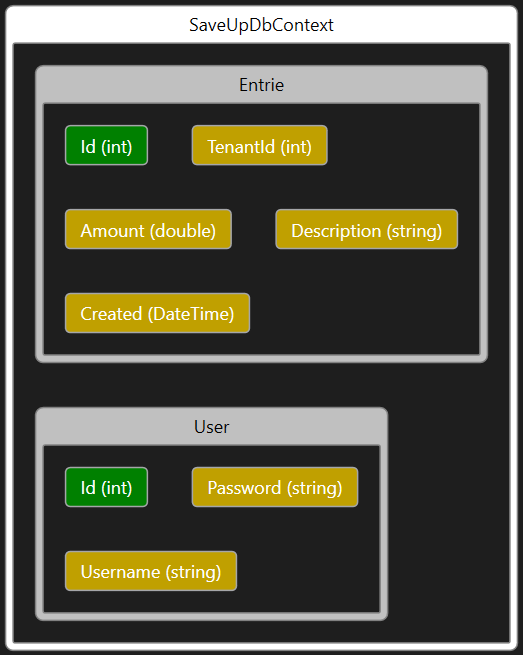 SaveUpDbContext
Entrie
Id (int)
TenantId (int)
Amount (double)
Description (string)
Created (DateTime)
User
Id (int)
Password (string)
Username (string)